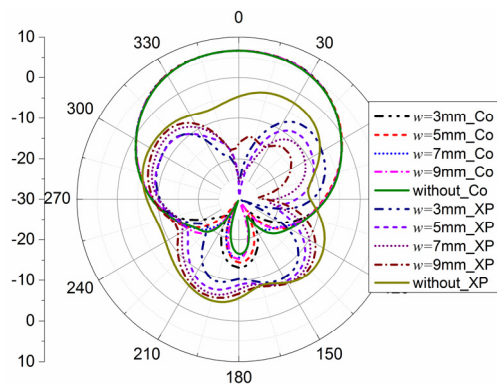 0
10
330
30
0
-10
300
-20
-30
270
-20
240
-10
0
210
150
10
180
w=3mm_Co
w=5mm_Co
w=7mm_Co
w=9mm_Co
without_Co
w=3mm_XP
w=5mm_XP
w=7mm_XP
w=9mm_XP
without_XP